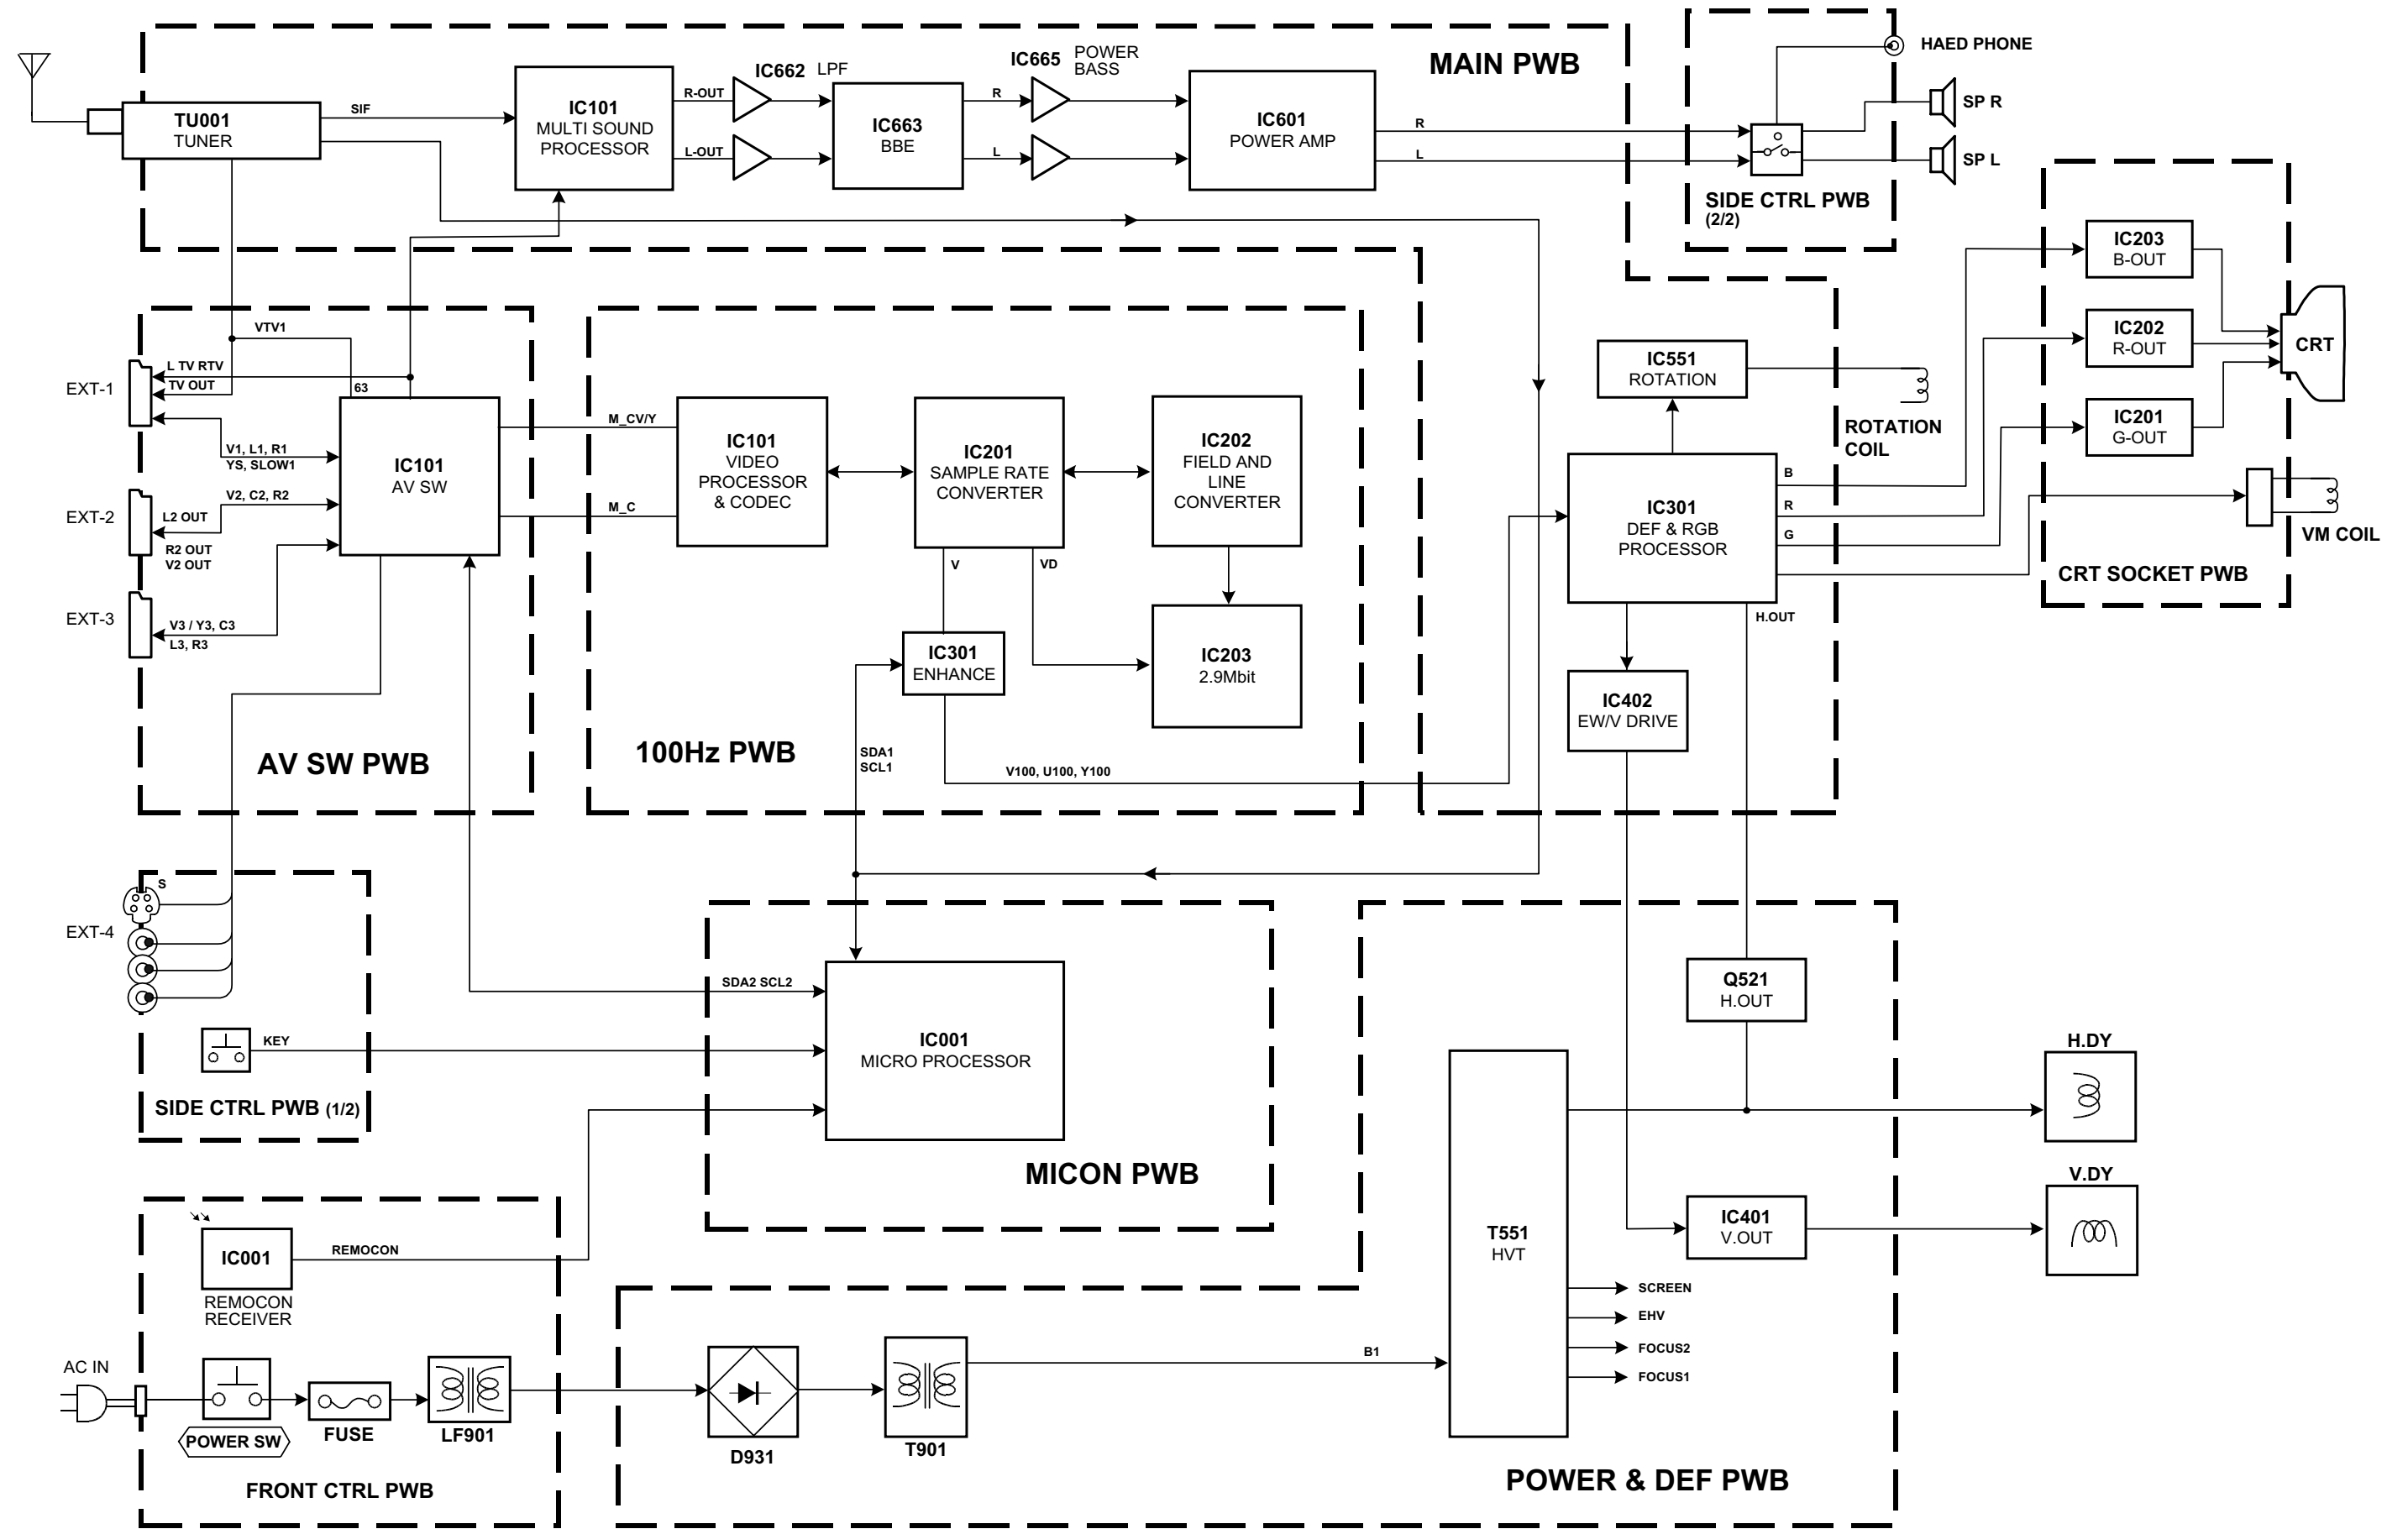 MAIN PWB
TU001
TUNER
SIF
IC101
MULTI SOUND
PROCESSOR
R-OUT
L-OUT
IC662 LPF
IC663
BBE
R
L
IC665
POWER
BASS
IC601
POWER AMP
R
L
HAED PHONE
SP R
SP L
SIDE CTRL PWB
(2/2)
IC203
B-OUT
IC202
R-OUT
IC201
G-OUT
CRT
VM COIL
CRT SOCKET PWB
VTV1
L TV RTV
TV OUT
63
EXT-1
V1, L1, R1
YS, SLOW1
EXT-2
V2, C2, R2
L2 OUT
R2 OUT
V2 OUT
EXT-3
V3 / Y3, C3
L3, R3
IC101
AV SW
AV SW PWB
M_CV/Y
M_C
IC101
VIDEO
PROCESSOR
& CODEC
IC201
SAMPLE RATE
CONVERTER
IC202
FIELD AND
LINE
CONVERTER
V
VD
IC301
ENHANCE
IC203
2.9Mbit
SDA1
SCL1
V100, U100, Y100
100Hz PWB
IC551
ROTATION
ROTATION
COIL
IC301
DEF & RGB
PROCESSOR
B
R
G
H.OUT
IC402
EW/V DRIVE
S
EXT-4
KEY
SIDE CTRL PWB (1/2)
SDA2 SCL2
IC001
MICRO PROCESSOR
MICON PWB
Q521
H.OUT
H.DY
V.DY
T551
HVT
IC401
V.OUT
SCREEN
EHV
FOCUS2
FOCUS1
IC001
REMOCON
RECEIVER
REMOCON
AC IN
POWER SW
FUSE
LF901
FRONT CTRL PWB
D931
T901
B1
POWER & DEF PWB